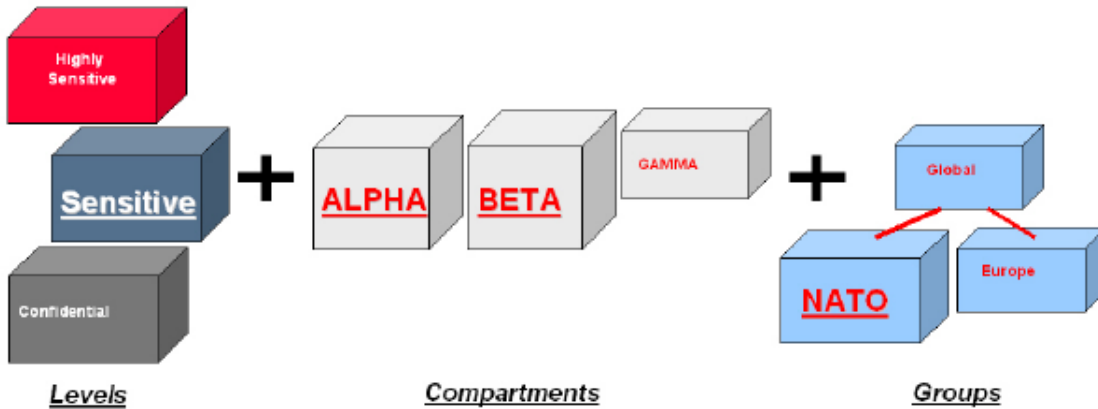 Highly
Sensitive
Sensitive
Confidential
Levels
+
ALPHA
BETA
GAMMA
Compartments
+
Global
NATO
Europe
Groups